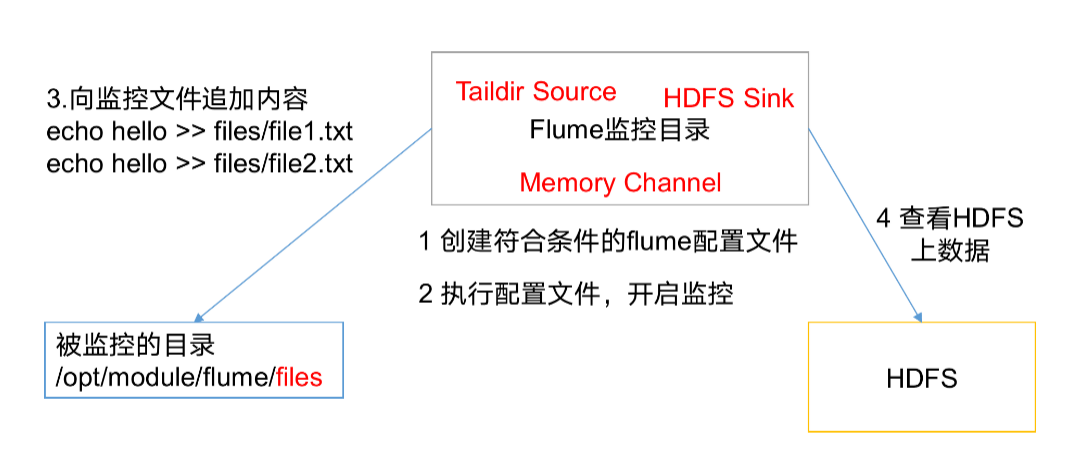 3.向监控文件追加内容
echo hello >> files/file1.txt
echo hello >> files/file2.txt
Taildir Source
HDFS Sink
Flume监控目录
Memory Channel
1 创建符合条件的flume配置文件
2 执行配置文件，开启监控
4 查看HDFS
上数据
被监控的目录
/opt/module/flume/files
HDFS